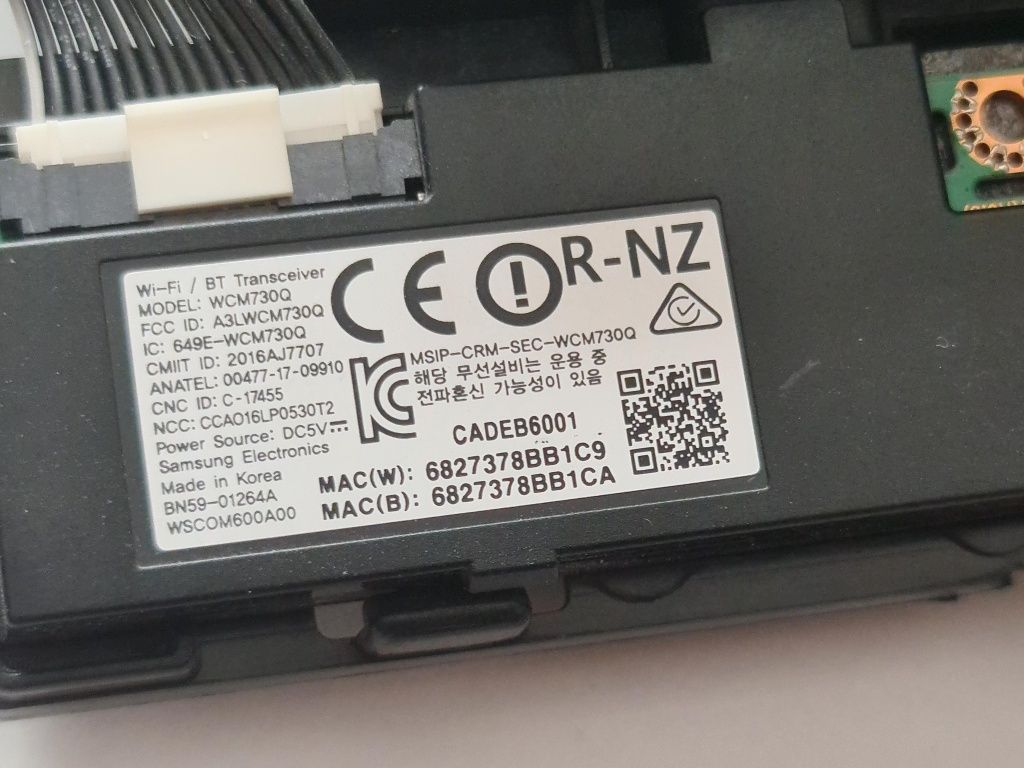 Wi-Fi / BT Transceiver
MODEL: WCM730Q
FCC ID: A3LWCM730Q
IC: 649E-WCM730Q
CMIIT ID: 2016AJ7707
ANATEL: 00477-17-09910
CNC ID: C-17455
NCC: CCAO16LP0530T2
Power Source: DC5V
Samsung Electronics
Made in Korea
BN59-01264A
WSCOM600A00
CE
R-NZ
MSIP-CRM-SEC-WCM730Q
해당 무선설비는 운용 중
전파혼신 가능성이 있음
CADEB6001
MAC(W): 6827378BB1C9
MAC(B): 6827378BB1CA